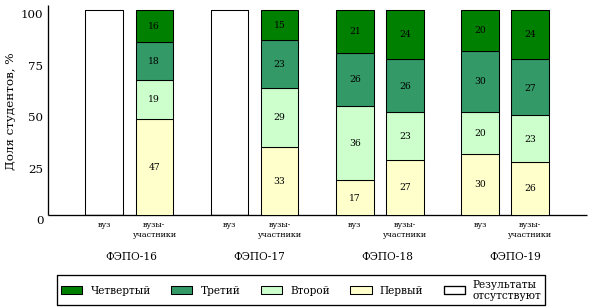 Доля студентов, %
100
75
50
25
0
16
18
19
47
15
23
29
33
21
26
36
17
24
26
23
27
20
30
20
30
24
27
23
26
вуз
вузы-
участники
вуз
вузы-
участники
вуз
вузы-
участники
вуз
вузы-
участники
ФЭПО-16 ФЭПО-17 ФЭПО-18 ФЭПО-19
Четвертый Третий Второй Первый Результаты
отсутствуют